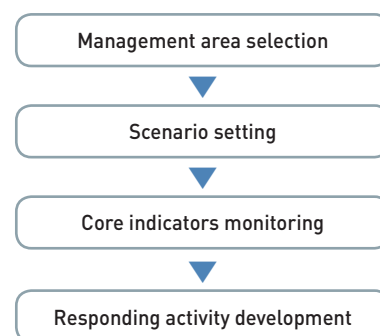 Management area selection
Scenario setting
Core indicators monitoring
Responding activity development